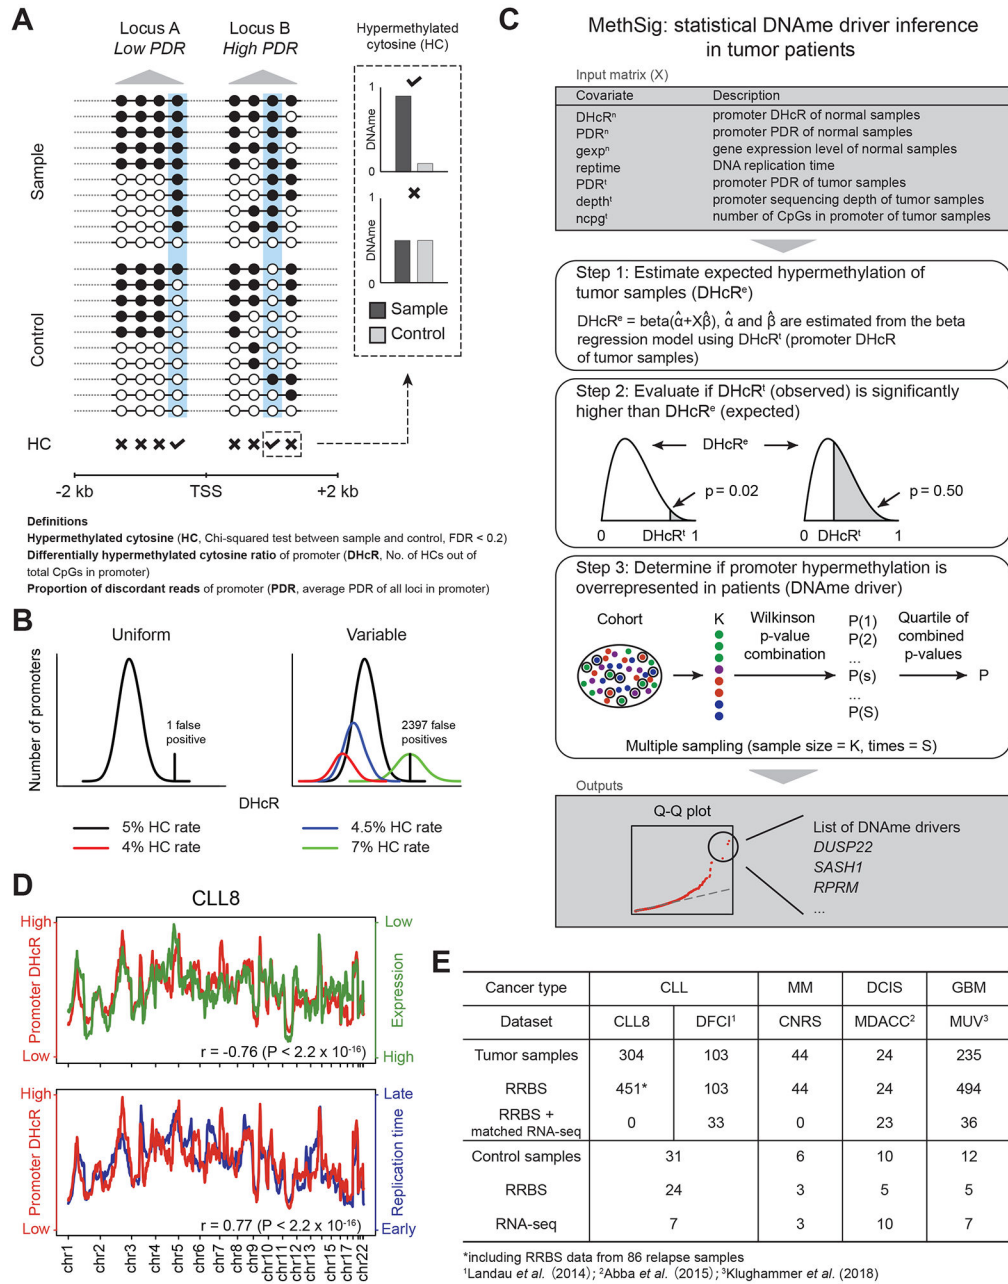 A
Locus A
Low PDR
Locus B
High PDR
Hypermethylated
cytosine (HC)
Sample
Control
1
DNAme
0
1
DNAme
0
Sample
Control
HC
-2 kb
TSS
+2 kb
Definitions
Hypermethylated cytosine (HC, Chi-squared test between sample and control, FDR < 0.2)
Differentially hypermethylated cytosine ratio of promoter (DHcR, No. of HCs out of
total CpGs in promoter)
Proportion of discordant reads of promoter (PDR, average PDR of all loci in promoter)
B
Uniform
Variable
Number of promoters
1 false
positive
2397 false
positives
DHcR
5% HC rate
4% HC rate
4.5% HC rate
7% HC rate
C
MethSig: statistical DNAme driver inference
in tumor patients
Input matrix (X)
Covariate Description
DHcRⁿ promoter DHcR of normal samples
PDRⁿ promoter PDR of normal samples
gexpⁿ gene expression level of normal samples
reptime DNA replication time
PDRᵗ promoter PDR of tumor samples
depthᵗ promoter sequencing depth of tumor samples
ncpgᵗ number of CpGs in promoter of tumor samples
Step 1: Estimate expected hypermethylation of
tumor samples (DHcRᵉ)
DHcRᵉ = beta(α̂+Xβ̂), α̂ and β̂ are estimated from the beta
regression model using DHcRᵗ (promoter DHcR
of tumor samples)
Step 2: Evaluate if DHcRᵗ (observed) is significantly
higher than DHcRᵉ (expected)
DHcRᵉ
p = 0.02
p = 0.50
0 DHcRᵗ 1
0 DHcRᵗ 1
Step 3: Determine if promoter hypermethylation is
overrepresented in patients (DNAme driver)
Cohort
K
Wilkinson
p-value
combination
P(1)
P(2)
...
P(s)
...
P(S)
Quartile of
combined
p-values
P
Multiple sampling (sample size = K, times = S)
Outputs
Q-Q plot
List of DNAme drivers
DUSP22
SASH1
RPRM
...
D
CLL8
High
Promoter DHcR
Low
Low
Expression
High
r = -0.76 (P < 2.2 x 10⁻¹⁶)
High
Promoter DHcR
Low
Late
Replication time
Early
r = 0.77 (P < 2.2 x 10⁻¹⁶)
chr1
chr2
chr3
chr4
chr5
chr6
chr7
chr8
chr9
chr10
chr11
chr12
chr13
chr15
chr17
chr22
E
Cancer type CLL MM DCIS GBM
Dataset CLL8 DFCI¹ CNRS MDACC² MUV³
Tumor samples 304 103 44 24 235
RRBS 451* 103 44 24 494
RRBS +
matched RNA-seq 0 33 0 23 36
Control samples 31 6 10 12
RRBS 24 3 5 5
RNA-seq 7 3 10 7
*including RRBS data from 86 relapse samples
¹Landau et al. (2014); ²Abba et al. (2015); ³Klughammer et al. (2018)